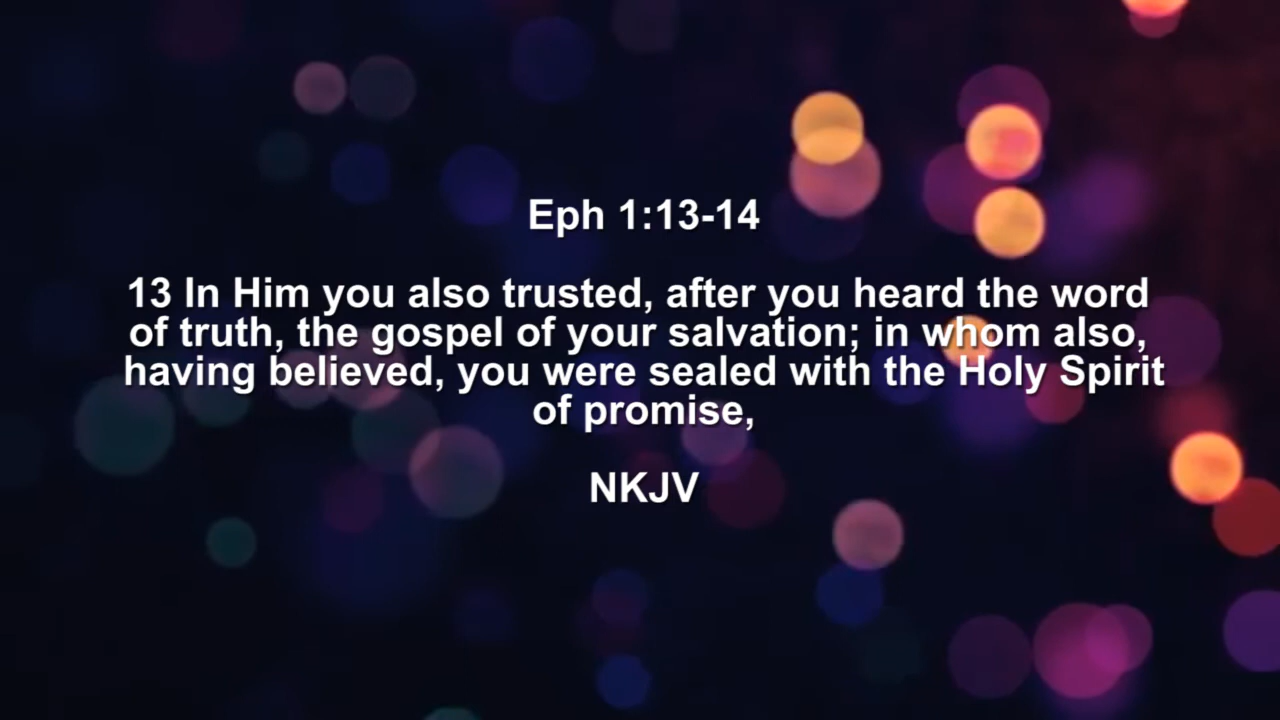 Eph 1:13-14
13 In Him you also trusted, after you heard the word
of truth, the gospel of your salvation; in whom also,
having believed, you were sealed with the Holy Spirit
of promise,
NKJV